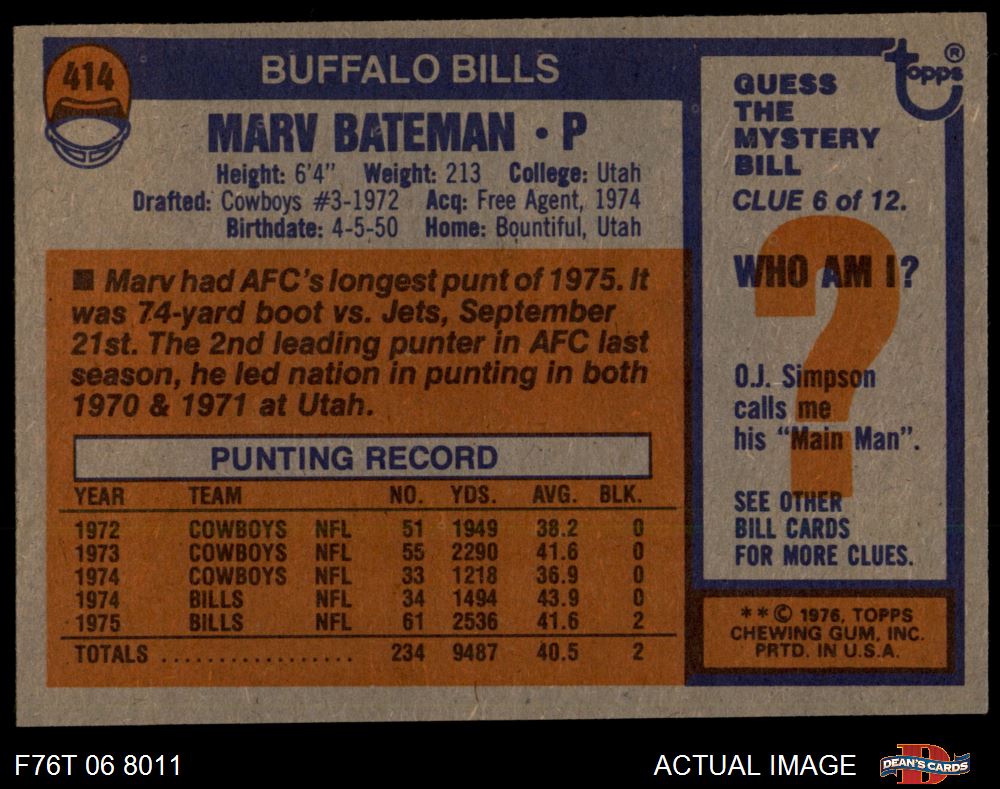 414
BUFFALO BILLS
topps®
MARV BATEMAN • P
Height: 6'4" Weight: 213 College: Utah
Drafted: Cowboys #3-1972 Acq: Free Agent, 1974
Birthdate: 4-5-50 Home: Bountiful, Utah
■ Marv had AFC's longest punt of 1975. It
was 74-yard boot vs. Jets, September
21st. The 2nd leading punter in AFC last
season, he led nation in punting in both
1970 & 1971 at Utah.
PUNTING RECORD
YEAR TEAM NO. YDS. AVG. BLK.
1972 COWBOYS NFL 51 1949 38.2 0
1973 COWBOYS NFL 55 2290 41.6 0
1974 COWBOYS NFL 33 1218 36.9 0
1974 BILLS NFL 34 1494 43.9 0
1975 BILLS NFL 61 2536 41.6 2
TOTALS .................. 234 9487 40.5 2
GUESS
THE
MYSTERY
BILL
CLUE 6 of 12.
?
WHO AM I?
O.J. Simpson
calls me
his "Main Man".
SEE OTHER
BILL CARDS
FOR MORE CLUES.
**© 1976, TOPPS
CHEWING GUM, INC.
PRTD. IN U.S.A.
F76T 06 8011
ACTUAL IMAGE
D
DEAN'S CARDS